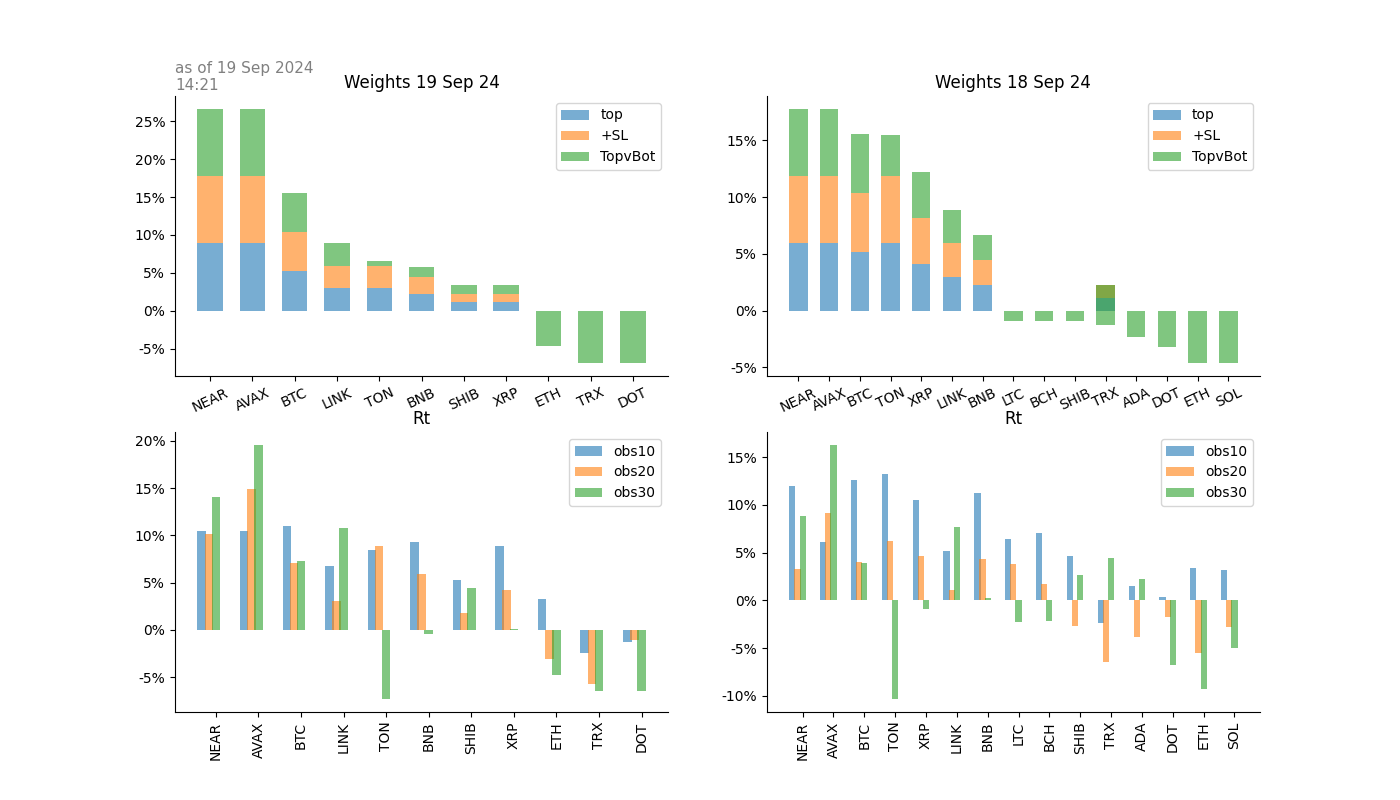 as of 19 Sep 2024
14:21
Weights 19 Sep 24
25%
20%
15%
10%
5%
0%
-5%
top
+SL
TopvBot
NEAR AVAX BTC LINK TON BNB SHIB XRP ETH TRX DOT
Weights 18 Sep 24
15%
10%
5%
0%
-5%
top
+SL
TopvBot
NEAR AVAX BTC TON XRP LINK BNB LTC BCH SHIB TRX ADA DOT ETH SOL
Rt
20%
15%
10%
5%
0%
-5%
obs10
obs20
obs30
NEAR AVAX BTC LINK TON BNB SHIB XRP ETH TRX DOT
Rt
15%
10%
5%
0%
-5%
-10%
obs10
obs20
obs30
NEAR AVAX BTC TON XRP LINK BNB LTC BCH SHIB TRX ADA DOT ETH SOL